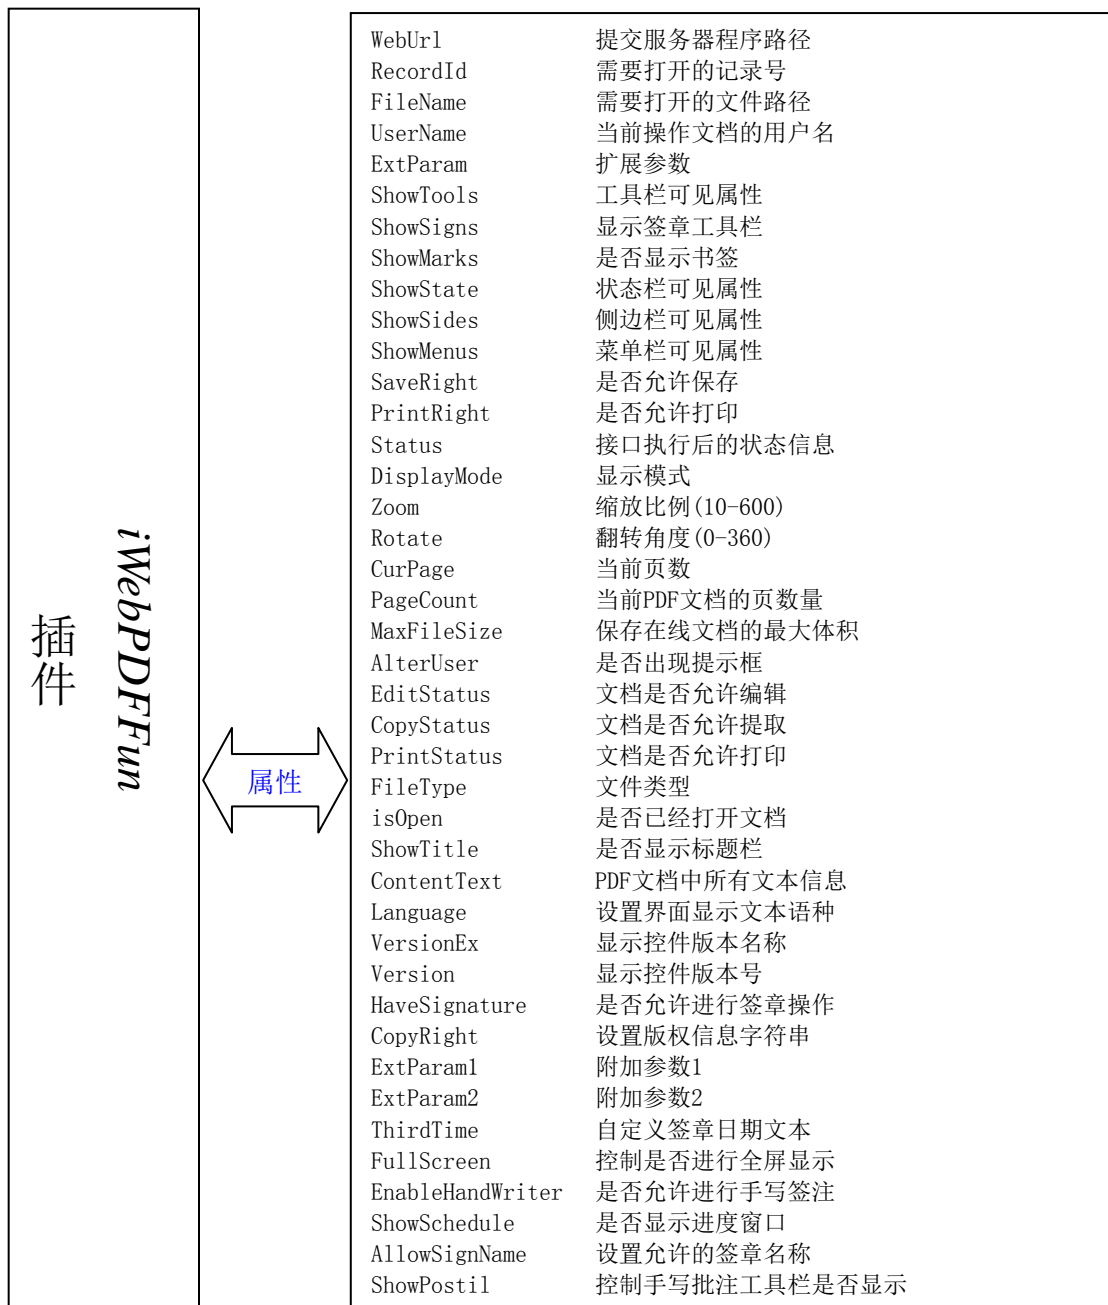 插件
iWebPDFFun
属性
WebUrl 提交服务器程序路径
RecordId 需要打开的记录号
FileName 需要打开的文件路径
UserName 当前操作文档的用户名
ExtParam 扩展参数
ShowTools 工具栏可见属性
ShowSigns 显示签章工具栏
ShowMarks 是否显示书签
ShowState 状态栏可见属性
ShowSides 侧边栏可见属性
ShowMenus 菜单栏可见属性
SaveRight 是否允许保存
PrintRight 是否允许打印
Status 接口执行后的状态信息
DisplayMode 显示模式
Zoom 缩放比例(10-600)
Rotate 翻转角度(0-360)
CurPage 当前页数
PageCount 当前PDF文档的页数量
MaxFileSize 保存在线文档的最大体积
AlterUser 是否出现提示框
EditStatus 文档是否允许编辑
CopyStatus 文档是否允许提取
PrintStatus 文档是否允许打印
FileType 文件类型
isOpen 是否已经打开文档
ShowTitle 是否显示标题栏
ContentText PDF文档中所有文本信息
Language 设置界面显示文本语种
VersionEx 显示控件版本名称
Version 显示控件版本号
HaveSignature 是否允许进行签章操作
CopyRight 设置版权信息字符串
ExtParam1 附加参数1
ExtParam2 附加参数2
ThirdTime 自定义签章日期文本
FullScreen 控制是否进行全屏显示
EnableHandWriter 是否允许进行手写签注
ShowSchedule 是否显示进度窗口
AllowSignName 设置允许的签章名称
ShowPostil 控制手写批注工具栏是否显示